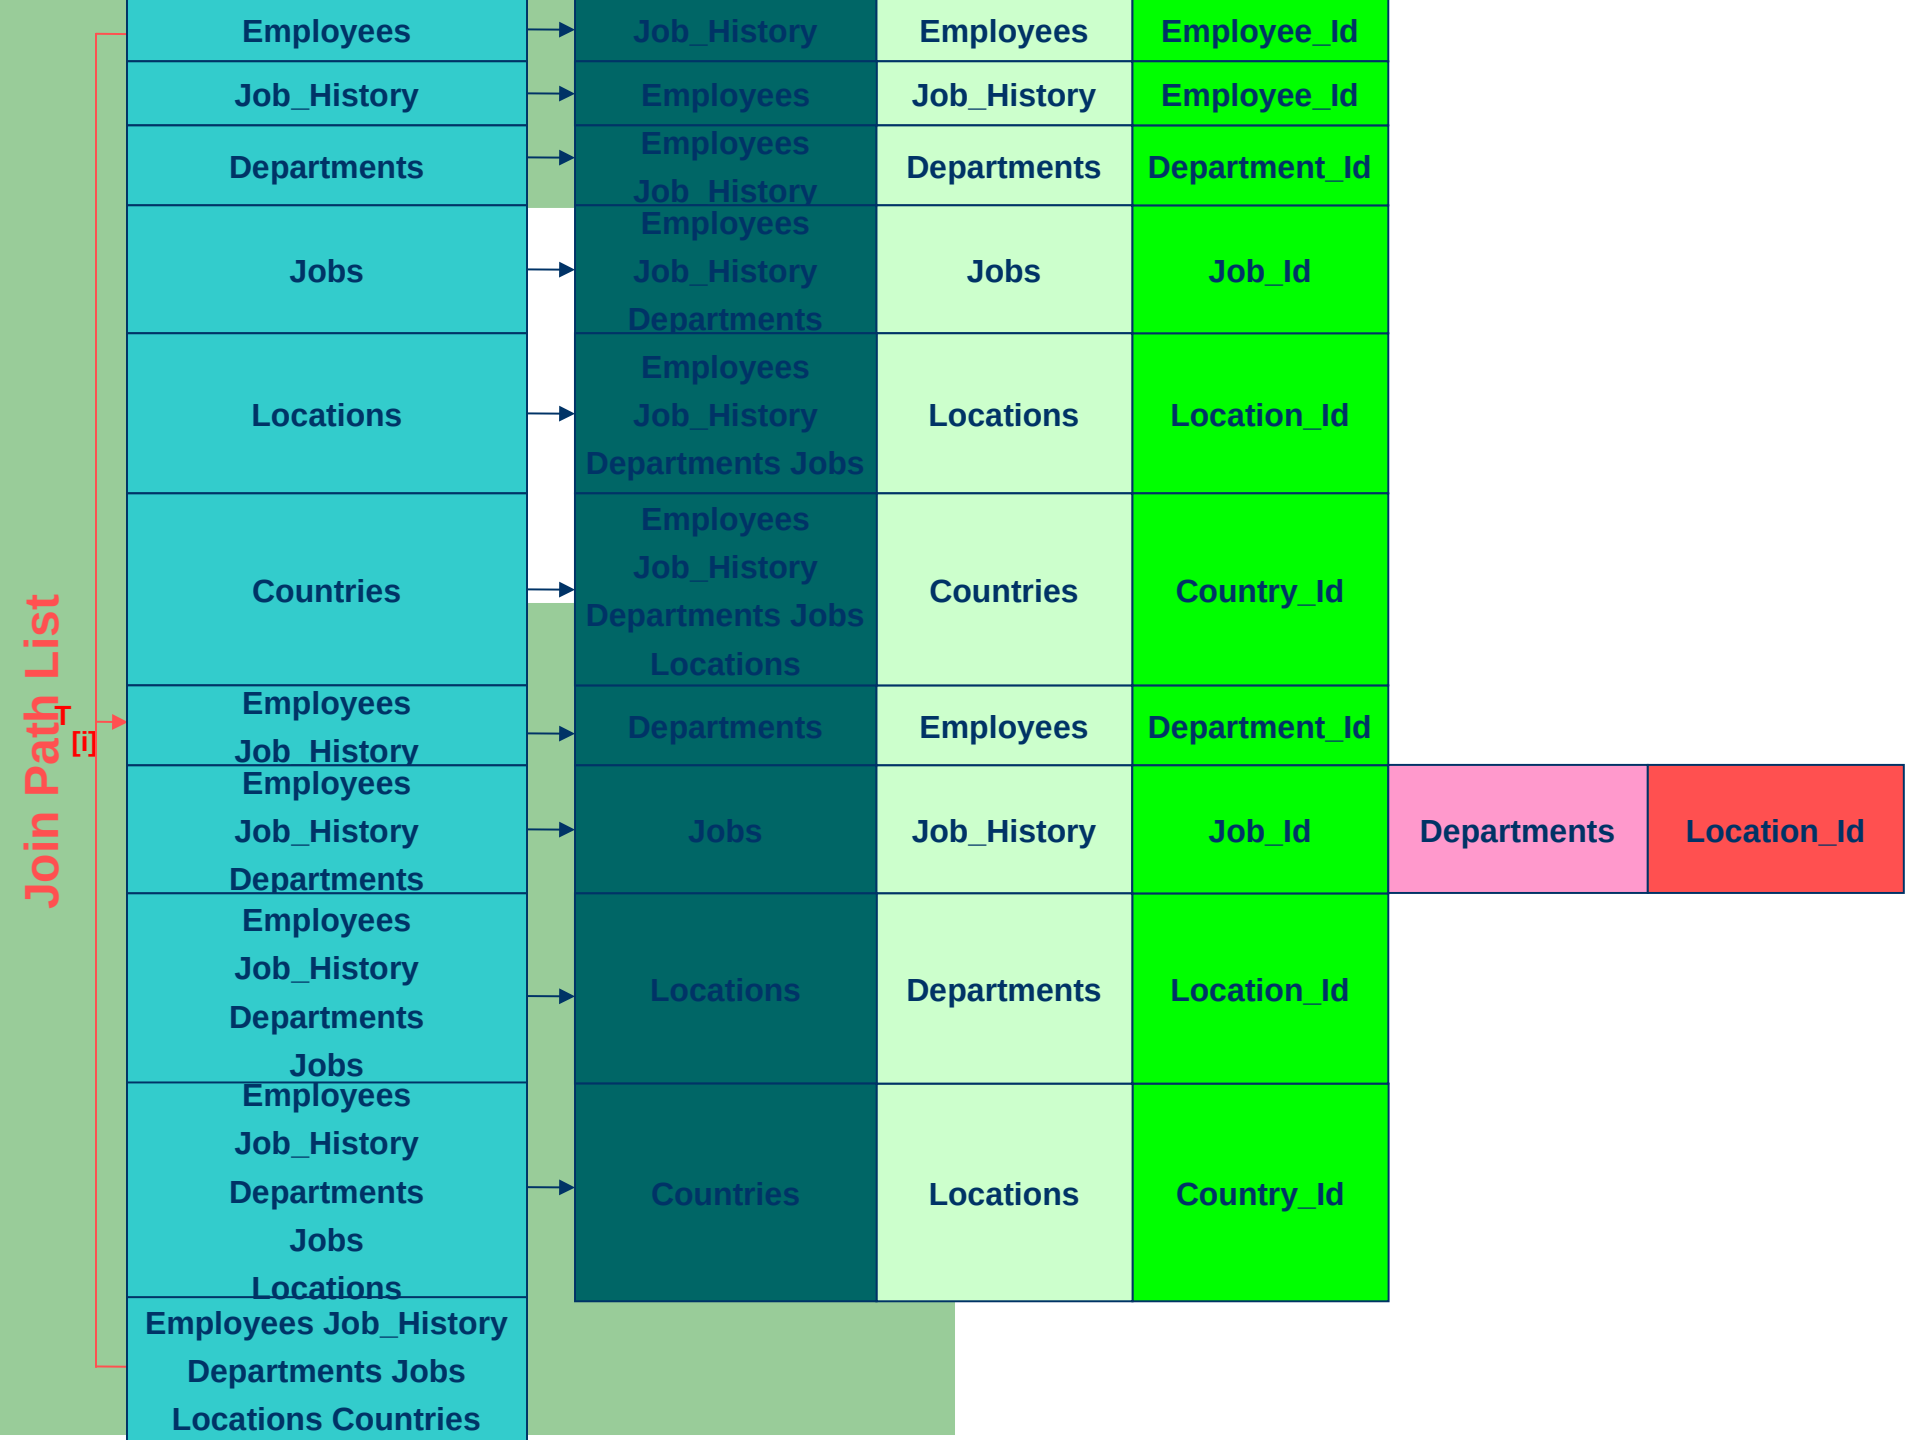 Join Path List
T
[i]
Employees
Job_History
Employees
Employee_Id
Job_History
Employees
Job_History
Employee_Id
Departments
Employees
Job_History
Departments
Department_Id
Jobs
Employees
Job_History
Departments
Jobs
Job_Id
Locations
Employees
Job_History
Departments Jobs
Locations
Location_Id
Countries
Employees
Job_History
Departments Jobs
Locations
Countries
Country_Id
Employees
Job_History
Departments
Employees
Department_Id
Employees
Job_History
Departments
Jobs
Job_History
Job_Id
Departments
Location_Id
Employees
Job_History
Departments
Jobs
Locations
Departments
Location_Id
Employees
Job_History
Departments
Jobs
Locations
Countries
Locations
Country_Id
Employees Job_History
Departments Jobs
Locations Countries